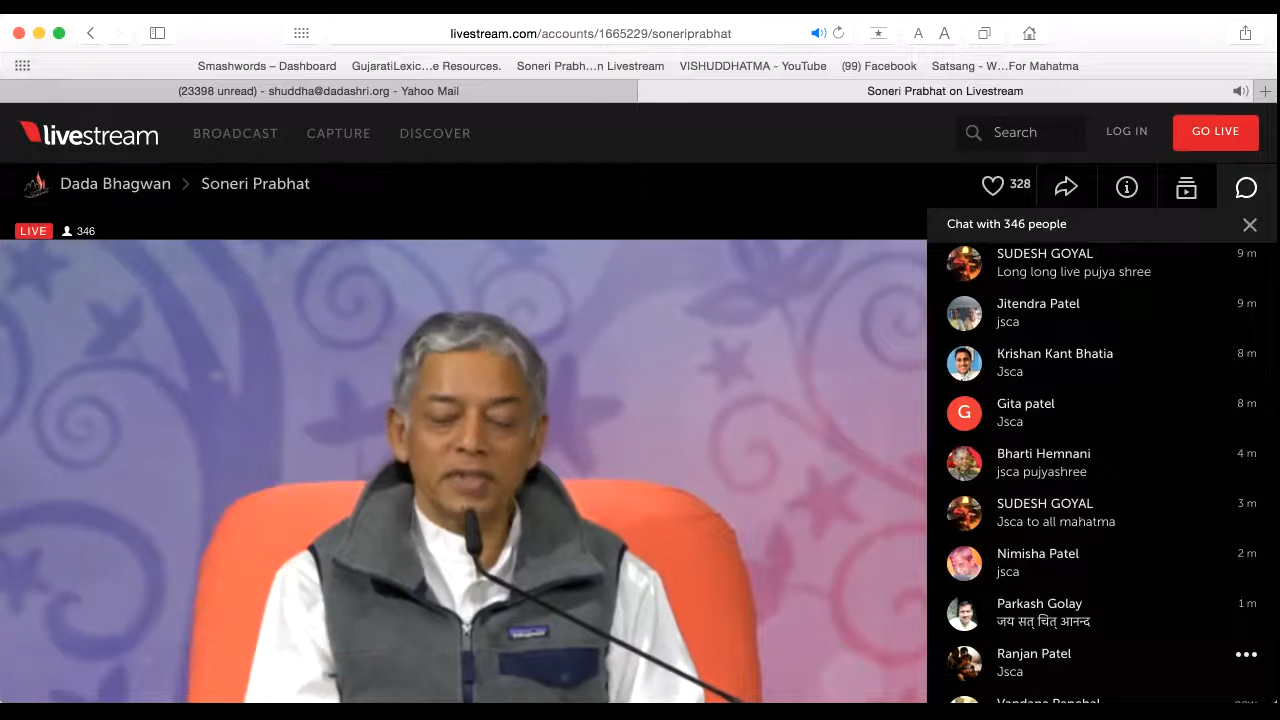 livestream.com/accounts/1665229/soneriprabhat
A A
Smashwords – Dashboard GujaratiLexic...e Resources. Soneri Prabh...n Livestream VISHUDDHATMA - YouTube (99) Facebook Satsang - W...For Mahatma
(23398 unread) - shuddha@dadashri.org - Yahoo Mail Soneri Prabhat on Livestream
livestream BROADCAST CAPTURE DISCOVER Search LOG IN GO LIVE
Dada Bhagwan > Soneri Prabhat 328
LIVE 346
Chat with 346 people
SUDESH GOYAL 9 m
Long long live pujya shree
Jitendra Patel 9 m
jsca
Krishan Kant Bhatia 8 m
Jsca
G Gita patel 8 m
Jsca
Bharti Hemnani 4 m
jsca pujyashree
SUDESH GOYAL 3 m
Jsca to all mahatma
Nimisha Patel 2 m
jsca
Parkash Golay 1 m
जय सत् चित् आनन्द
Ranjan Patel
Jsca
Vandana Panchal now
patagonia